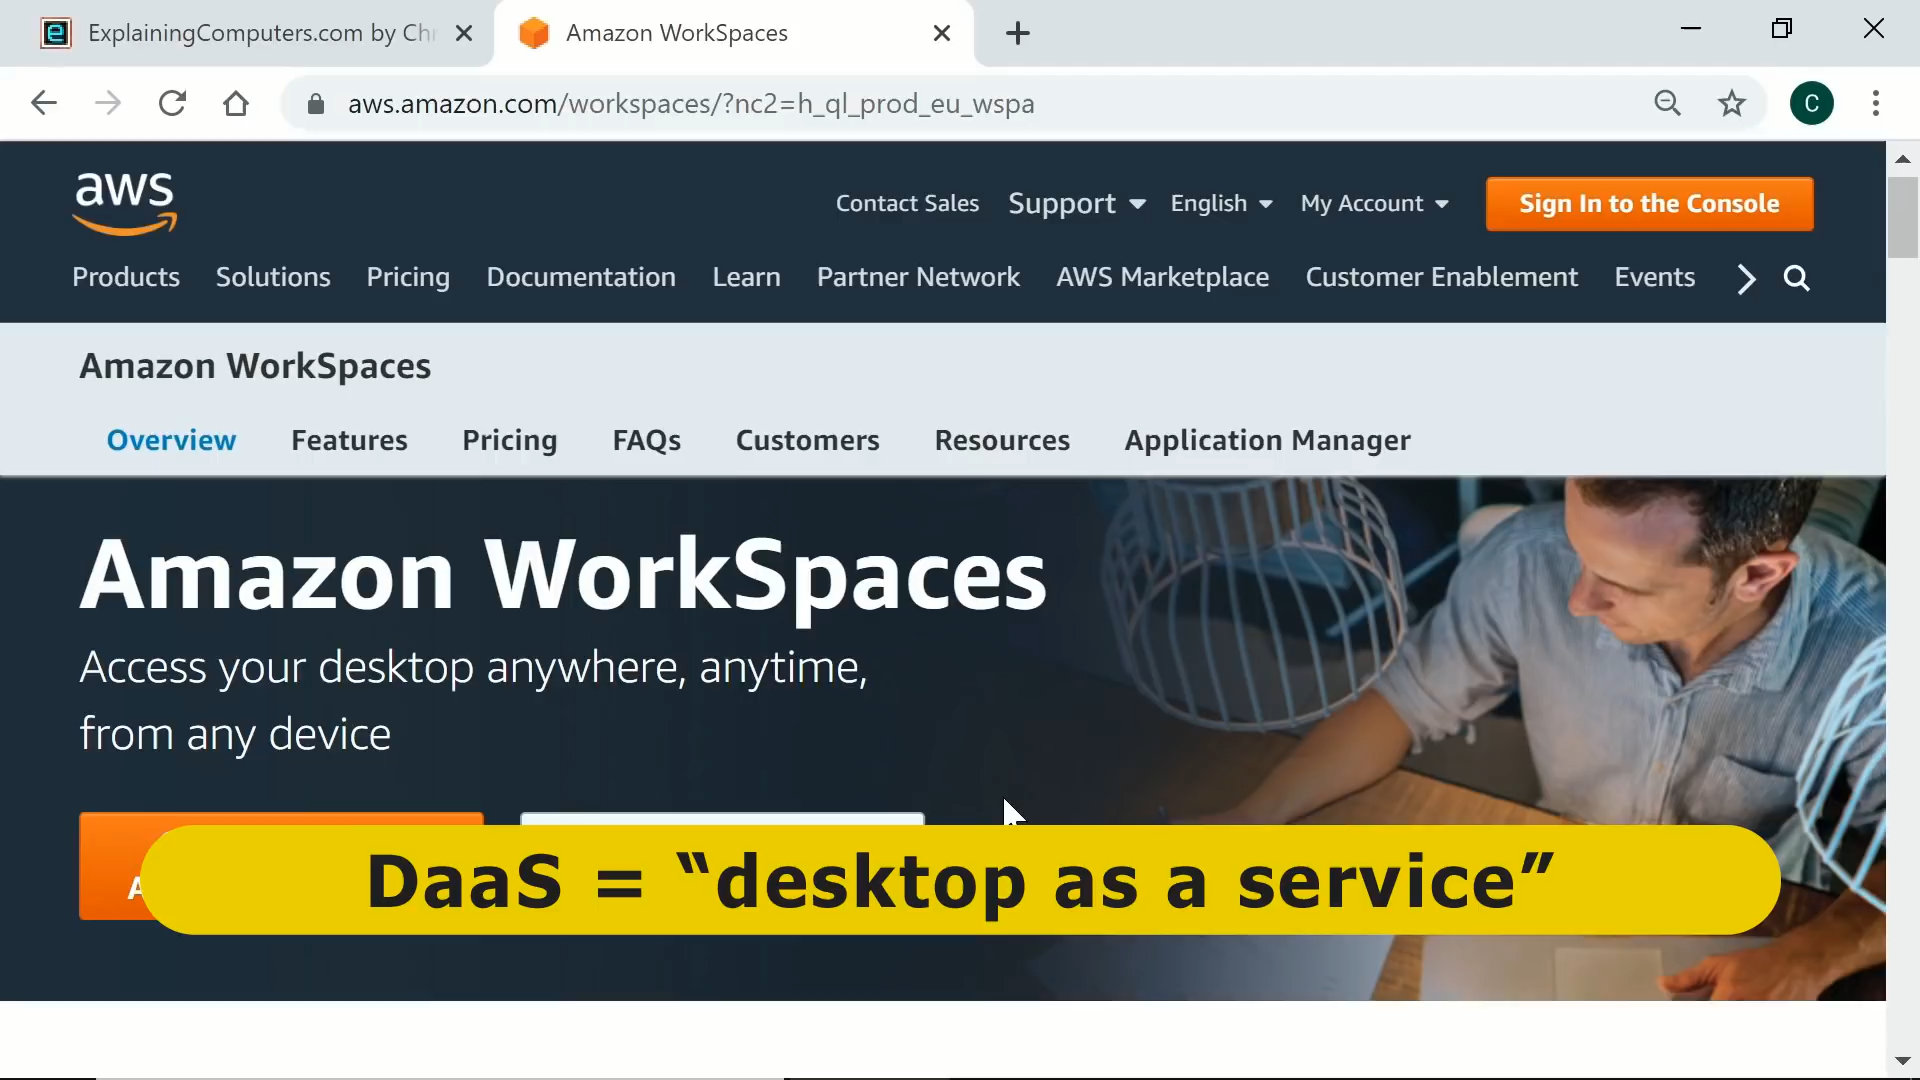 ExplainingComputers.com by Chr
Amazon WorkSpaces
aws.amazon.com/workspaces/?nc2=h_ql_prod_eu_wspa
C
aws
Contact Sales
Support
English
My Account
Sign In to the Console
Products
Solutions
Pricing
Documentation
Learn
Partner Network
AWS Marketplace
Customer Enablement
Events
Amazon WorkSpaces
Overview
Features
Pricing
FAQs
Customers
Resources
Application Manager
Amazon WorkSpaces
Access your desktop anywhere, anytime,
from any device
DaaS = “desktop as a service”